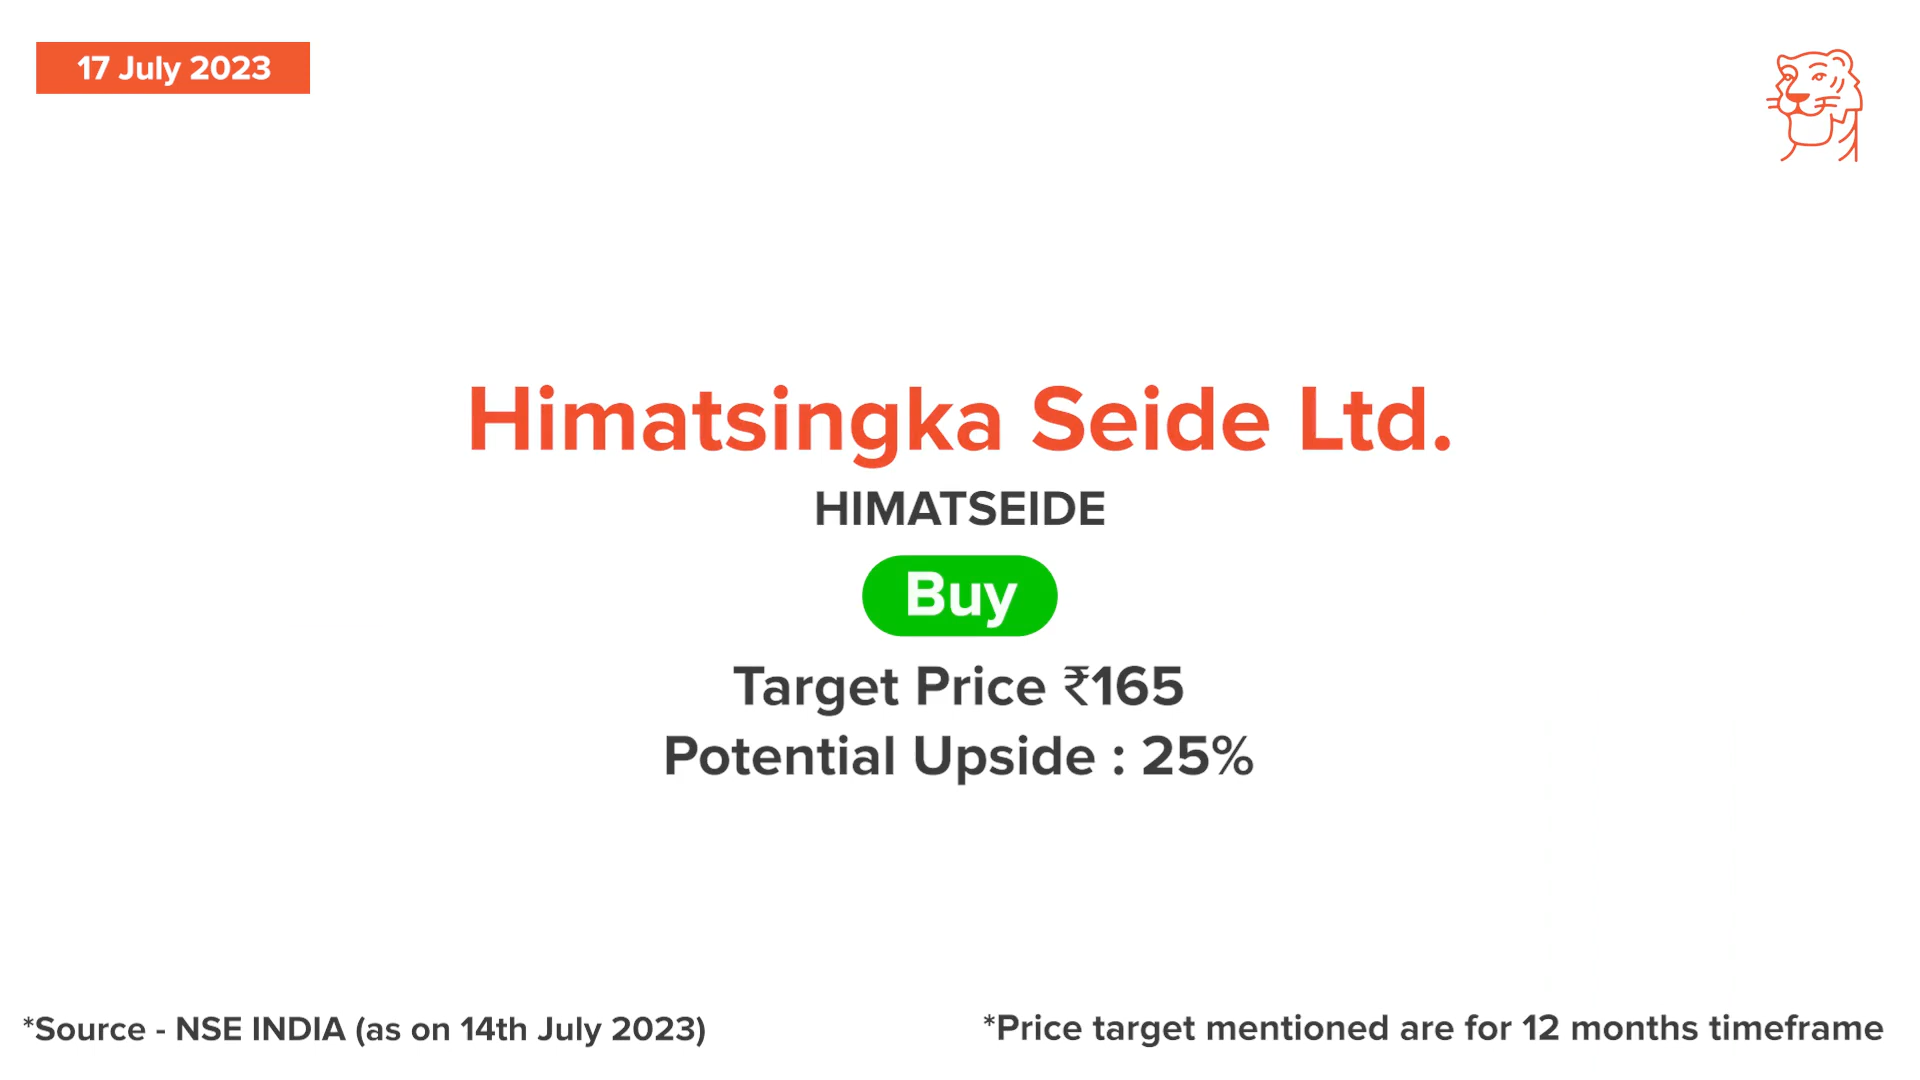 17 July 2023
Himatsingka Seide Ltd.
HIMATSEIDE
Buy
Target Price ₹165
Potential Upside : 25%
*Source - NSE INDIA (as on 14th July 2023)
*Price target mentioned are for 12 months timeframe